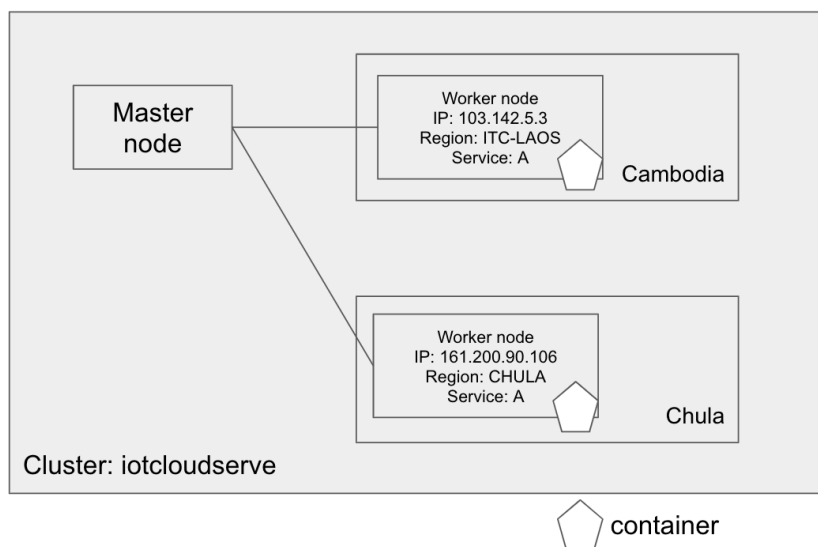 Master
node
Worker node
IP: 103.142.5.3
Region: ITC-LAOS
Service: A
Cambodia
Worker node
IP: 161.200.90.106
Region: CHULA
Service: A
Chula
Cluster: iotcloudserve
container